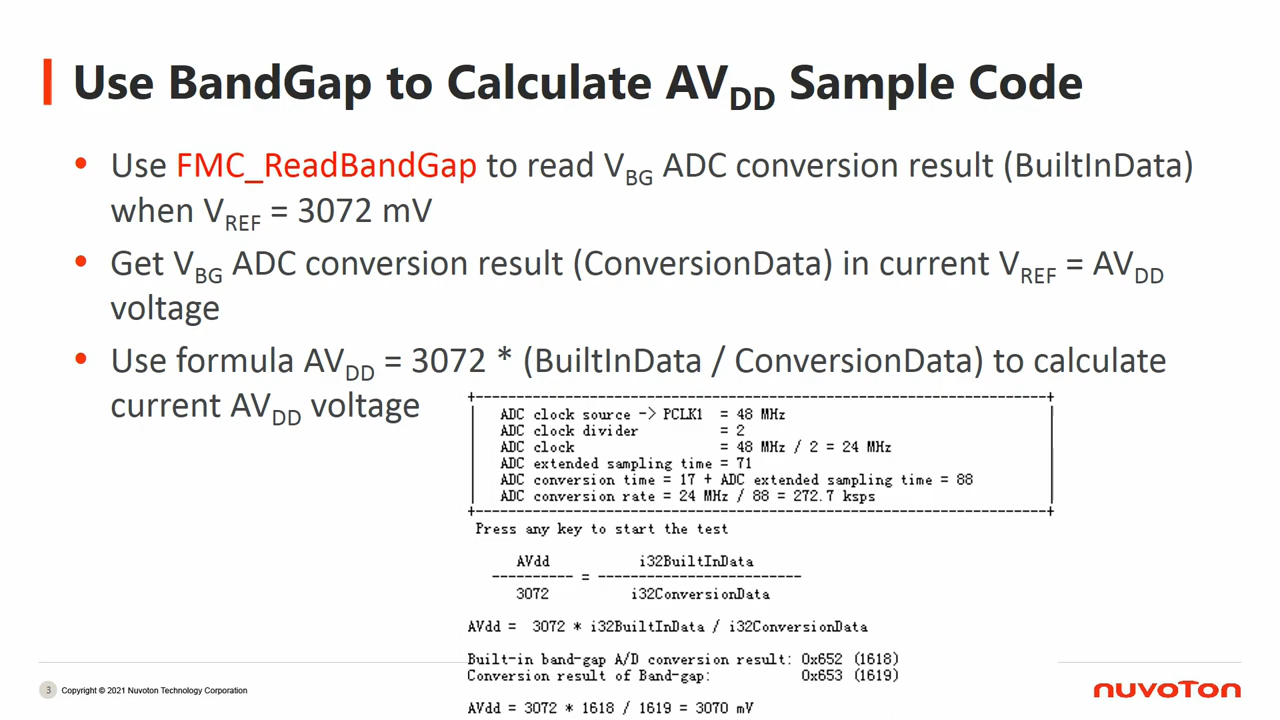 Use BandGap to Calculate AVDD Sample Code
• Use FMC_ReadBandGap to read VBG ADC conversion result (BuiltInData)
when VREF = 3072 mV
• Get VBG ADC conversion result (ConversionData) in current VREF = AVDD
voltage
• Use formula AVDD = 3072 * (BuiltInData / ConversionData) to calculate
current AVDD voltage
+----------------------------------------------------------------------+
| ADC clock source -> PCLK1 = 48 MHz |
| ADC clock divider = 2 |
| ADC clock = 48 MHz / 2 = 24 MHz |
| ADC extended sampling time = 71 |
| ADC conversion time = 17 + ADC extended sampling time = 88 |
| ADC conversion rate = 24 MHz / 88 = 272.7 ksps |
+----------------------------------------------------------------------+
Press any key to start the test
AVdd i32BuiltInData
---------- = -------------------------
3072 i32ConversionData
AVdd = 3072 * i32BuiltInData / i32ConversionData
Built-in band-gap A/D conversion result: 0x652 (1618)
Conversion result of Band-gap: 0x653 (1619)
AVdd = 3072 * 1618 / 1619 = 3070 mV
3 Copyright © 2021 Nuvoton Technology Corporation
nuvoTon